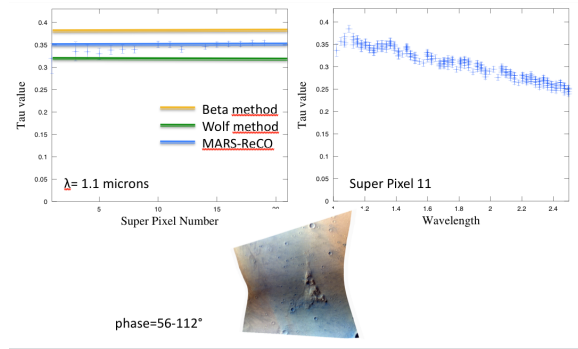 0.4
0.35
0.3
0.25
0.2
0.15
0.1
0.05
0
Tau value
Beta method
Wolf method
MARS-ReCO
λ= 1.1 microns
5 10 15 20
Super Pixel Number
0.4
0.35
0.3
0.25
0.2
0.15
0.1
0.05
0
Tau value
Super Pixel 11
1 1.2 1.4 1.6 1.8 2 2.2 2.4
Wavelength
phase=56-112°